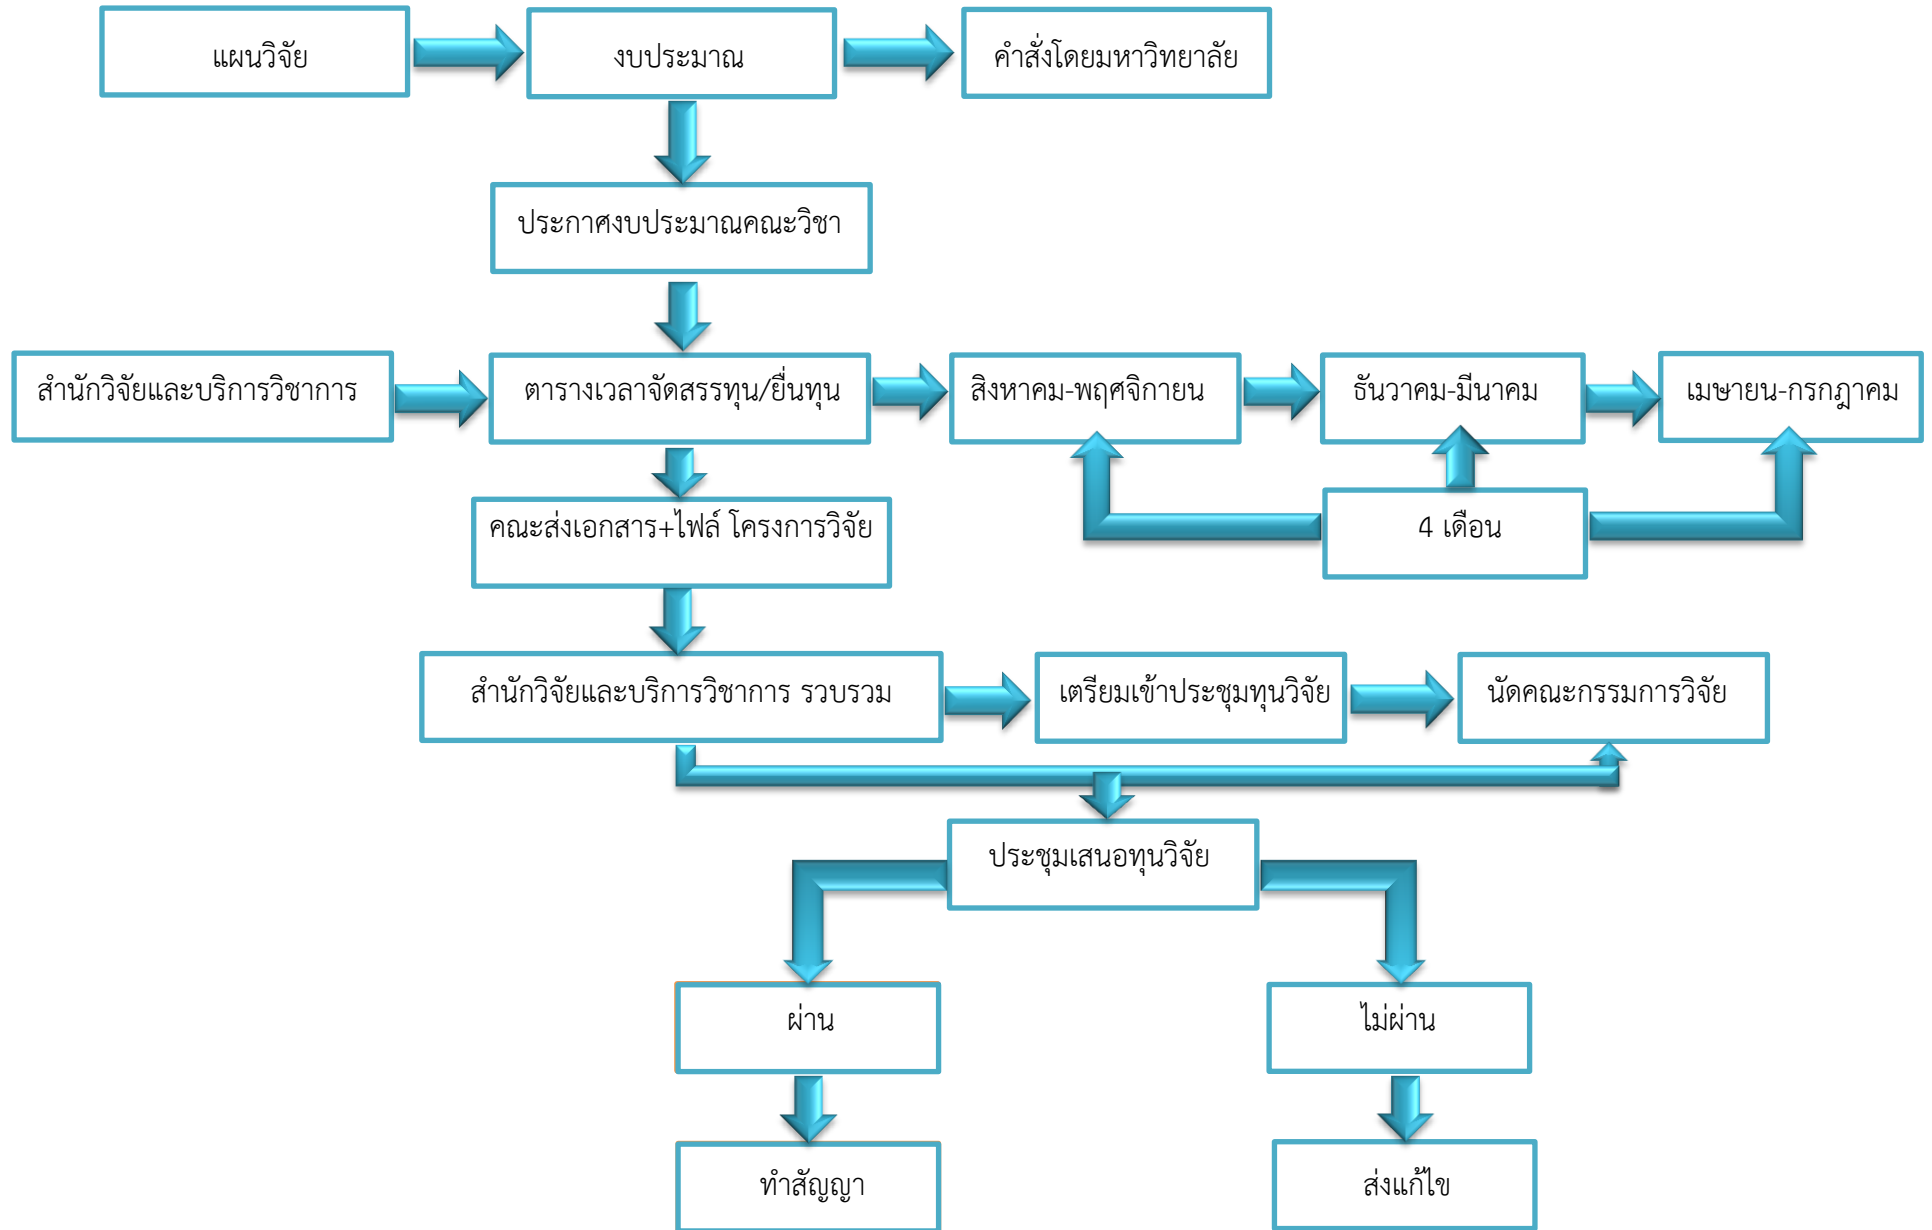 แผนวิจัย
งบประมาณ
คำสั่งโดยมหาวิทยาลัย
ประกาศงบประมาณคณะวิชา
สำนักวิจัยและบริการวิชาการ
ตารางเวลาจัดสรรทุน/ยื่นทุน
สิงหาคม-พฤศจิกายน
ธันวาคม-มีนาคม
เมษายน-กรกฎาคม
คณะส่งเอกสาร+ไฟล์ โครงการวิจัย
4 เดือน
สำนักวิจัยและบริการวิชาการ รวบรวม
เตรียมเข้าประชุมทุนวิจัย
นัดคณะกรรมการวิจัย
ประชุมเสนอทุนวิจัย
ผ่าน
ไม่ผ่าน
ทำสัญญา
ส่งแก้ไข